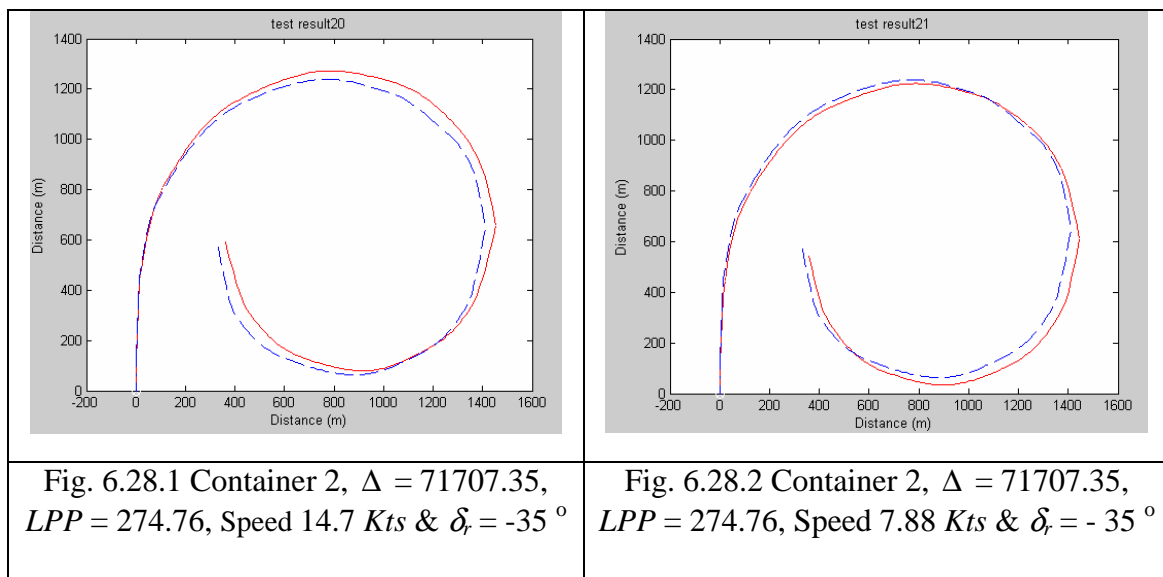 test result20
1400
1200
1000
800
600
400
200
0
Distance (m)
-200 0 200 400 600 800 1000 1200 1400 1600
Distance (m)
test result21
1400
1200
1000
800
600
400
200
0
Distance (m)
-200 0 200 400 600 800 1000 1200 1400 1600
Distance (m)
Fig. 6.28.1 Container 2, Δ = 71707.35,
LPP = 274.76, Speed 14.7 Kts & δr = -35 °
Fig. 6.28.2 Container 2, Δ = 71707.35,
LPP = 274.76, Speed 7.88 Kts & δr = - 35 °